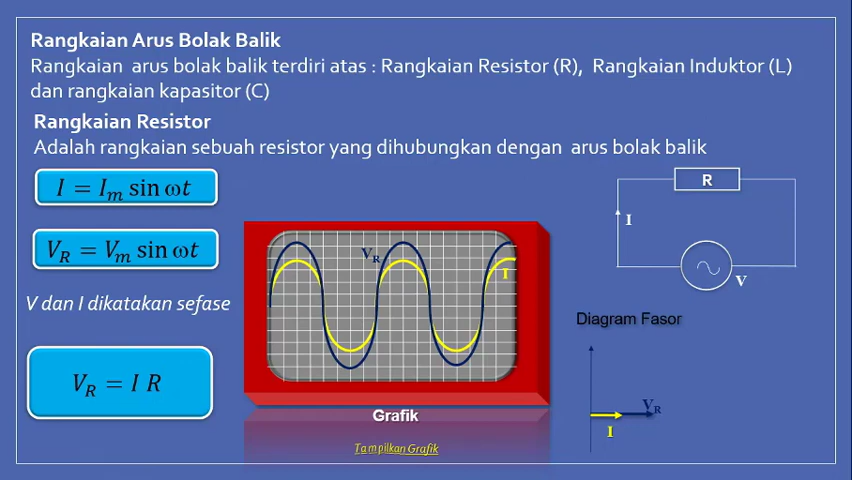 Rangkaian Arus Bolak Balik
Rangkaian arus bolak balik terdiri atas : Rangkaian Resistor (R), Rangkaian Induktor (L)
dan rangkaian kapasitor (C)
Rangkaian Resistor
Adalah rangkaian sebuah resistor yang dihubungkan dengan arus bolak balik
I = Iₘ sin ωt
V_R = Vₘ sin ωt
V dan I dikatakan sefase
V_R = I R
V_R
I
Grafik
Tampilkan Grafik
R
I
V
Diagram Fasor
V_R
I